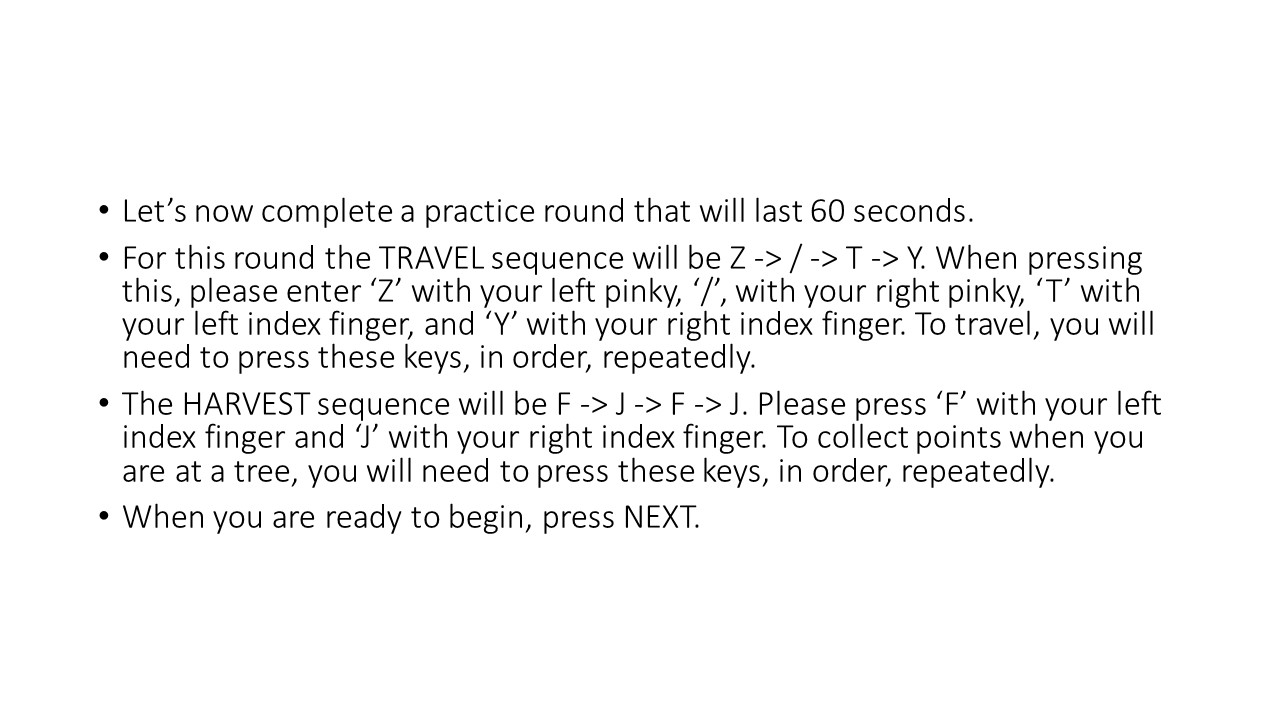 • Let’s now complete a practice round that will last 60 seconds.
• For this round the TRAVEL sequence will be Z -> / -> T -> Y. When pressing
this, please enter ‘Z’ with your left pinky, ‘/’, with your right pinky, ‘T’ with
your left index finger, and ‘Y’ with your right index finger. To travel, you will
need to press these keys, in order, repeatedly.
• The HARVEST sequence will be F -> J -> F -> J. Please press ‘F’ with your left
index finger and ‘J’ with your right index finger. To collect points when you
are at a tree, you will need to press these keys, in order, repeatedly.
• When you are ready to begin, press NEXT.